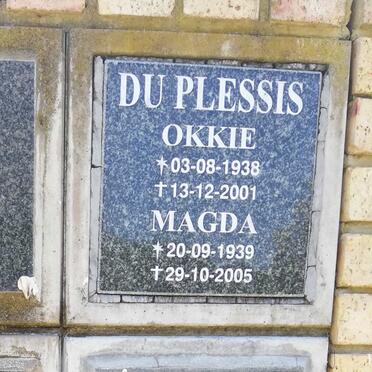 DU PLESSIS
OKKIE
*03-08-1938
†13-12-2001
MAGDA
*20-09-1939
†29-10-2005